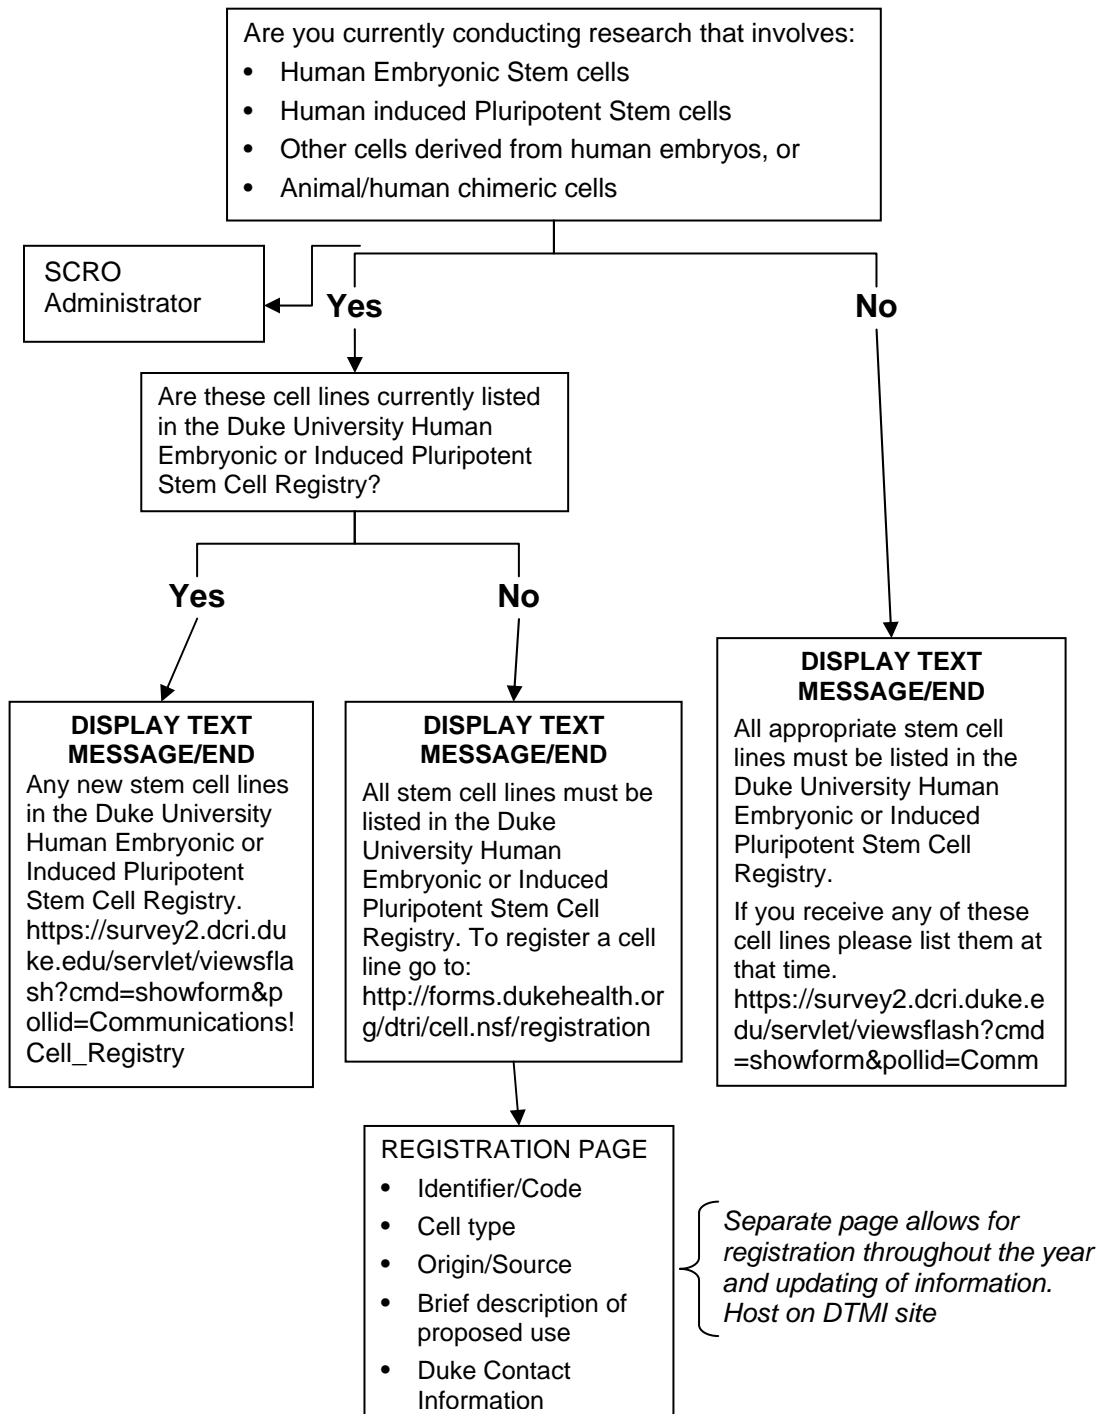 Are you currently conducting research that involves:
• Human Embryonic Stem cells
• Human induced Pluripotent Stem cells
• Other cells derived from human embryos, or
• Animal/human chimeric cells
SCRO
Administrator
Yes
No
Are these cell lines currently listed
in the Duke University Human
Embryonic or Induced Pluripotent
Stem Cell Registry?
Yes
No
DISPLAY TEXT
MESSAGE/END
Any new stem cell lines
in the Duke University
Human Embryonic or
Induced Pluripotent
Stem Cell Registry.
https://survey2.dcri.du
ke.edu/servlet/viewsfla
sh?cmd=showform&p
ollid=Communications!
Cell_Registry
DISPLAY TEXT
MESSAGE/END
All stem cell lines must be
listed in the Duke
University Human
Embryonic or Induced
Pluripotent Stem Cell
Registry. To register a cell
line go to:
http://forms.dukehealth.or
g/dtri/cell.nsf/registration
DISPLAY TEXT
MESSAGE/END
All appropriate stem cell
lines must be listed in the
Duke University Human
Embryonic or Induced
Pluripotent Stem Cell
Registry.
If you receive any of these
cell lines please list them at
that time.
https://survey2.dcri.duke.e
du/servlet/viewsflash?cmd
=showform&pollid=Comm
REGISTRATION PAGE
• Identifier/Code
• Cell type
• Origin/Source
• Brief description of
proposed use
• Duke Contact
Information
Separate page allows for
registration throughout the year
and updating of information.
Host on DTMI site